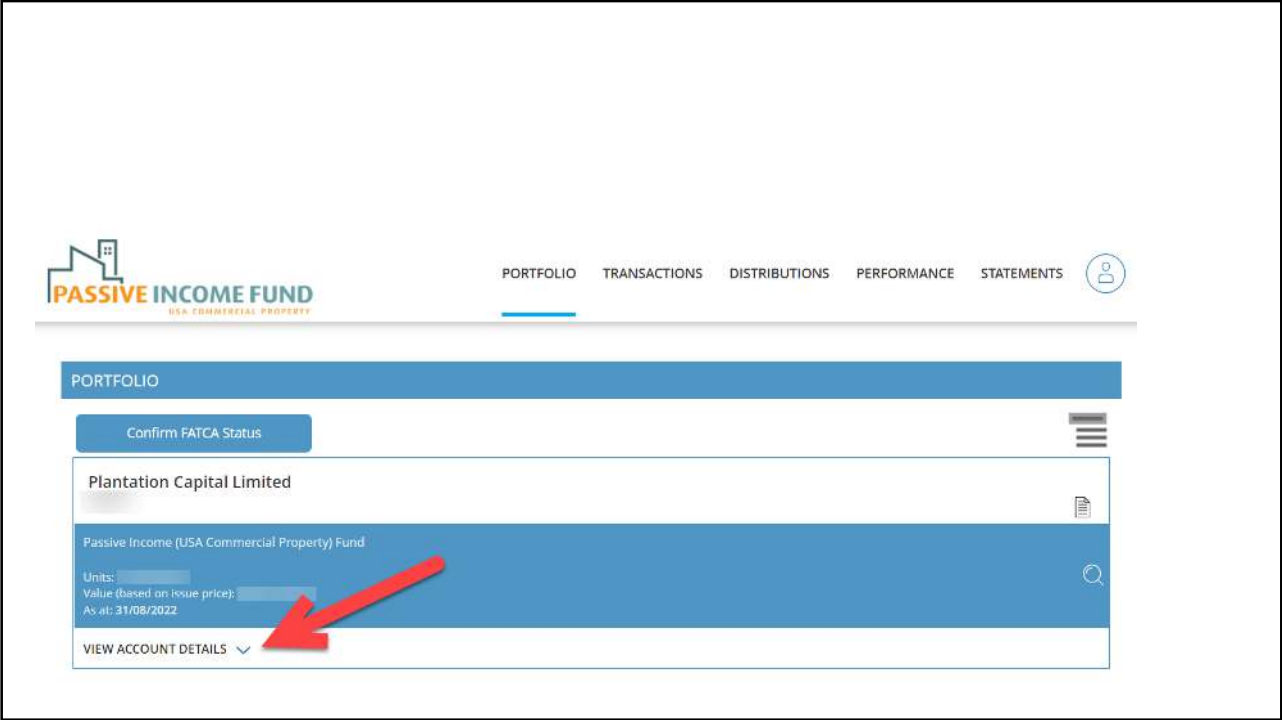 PASSIVE INCOME FUND
USA COMMERCIAL PROPERTY
PORTFOLIO TRANSACTIONS DISTRIBUTIONS PERFORMANCE STATEMENTS
PORTFOLIO
Confirm FATCA Status
Plantation Capital Limited
Passive Income (USA Commercial Property) Fund
Units:
Value (based on issue price):
As at: 31/08/2022
VIEW ACCOUNT DETAILS